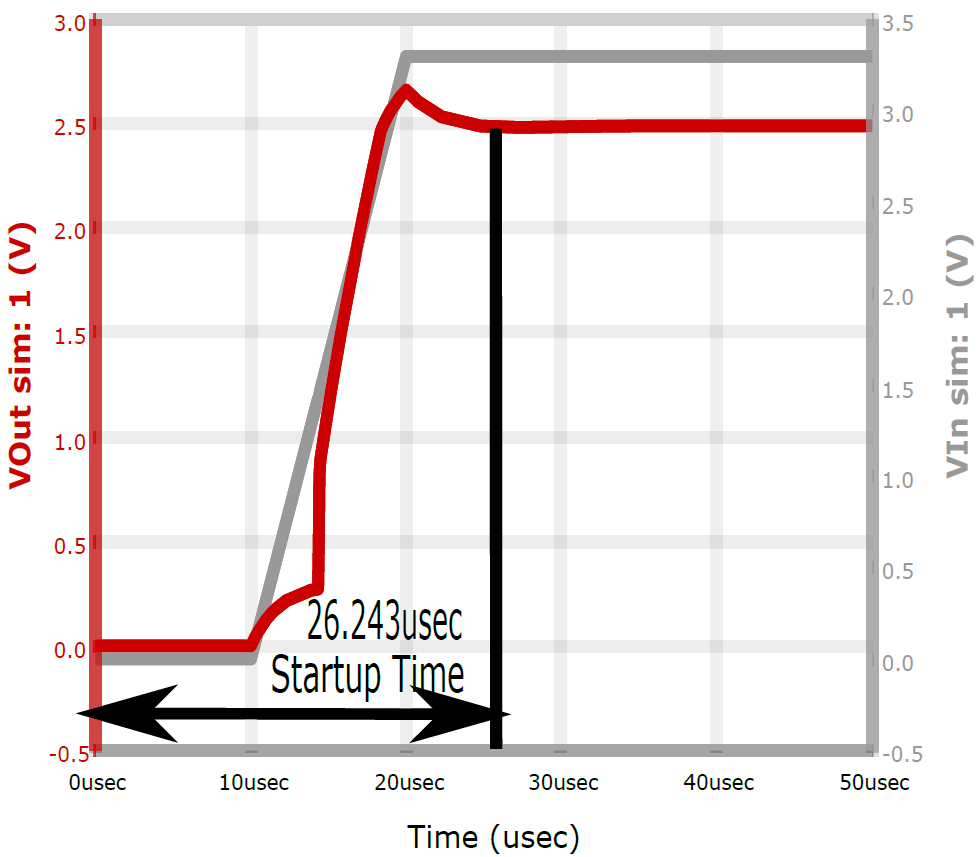 3.0
2.5
2.0
1.5
1.0
0.5
0.0
-0.5
VOut sim: 1 (V)
3.5
3.0
2.5
2.0
1.5
1.0
0.5
0.0
-0.5
VIn sim: 1 (V)
26.243usec
Startup Time
0usec 10usec 20usec 30usec 40usec 50usec
Time (usec)